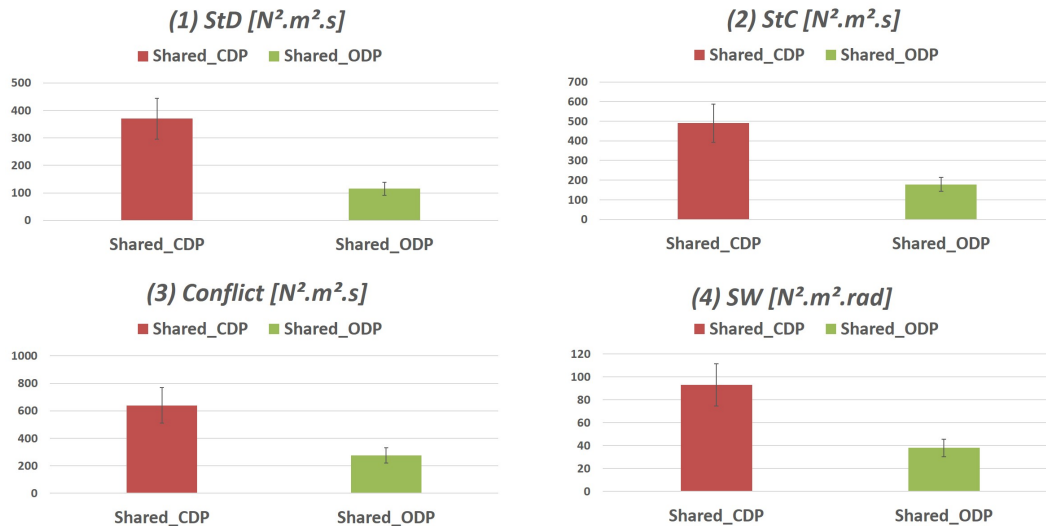 (1) StD [N².m².s]
Shared_CDP Shared_ODP
500
400
300
200
100
0
Shared_CDP Shared_ODP
(2) StC [N².m².s]
Shared_CDP Shared_ODP
700
600
500
400
300
200
100
0
Shared_CDP Shared_ODP
(3) Conflict [N².m².s]
Shared_CDP Shared_ODP
1000
800
600
400
200
0
Shared_CDP Shared_ODP
(4) SW [N².m².rad]
Shared_CDP Shared_ODP
120
100
80
60
40
20
0
Shared_CDP Shared_ODP